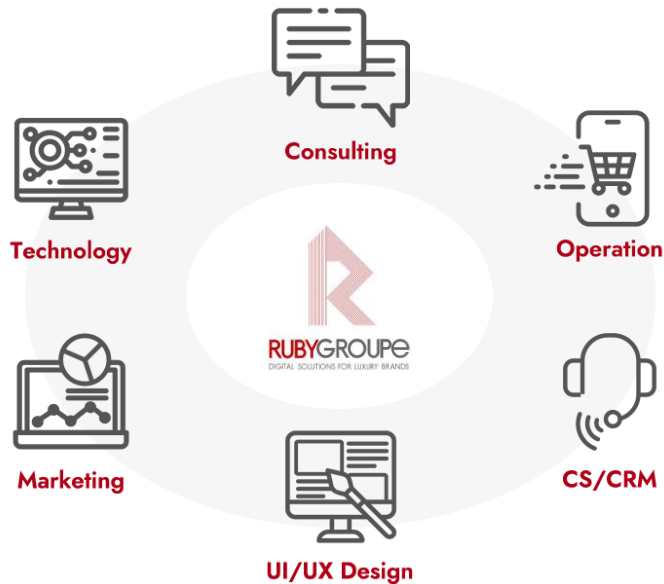 Consulting
Technology
Operation
RUBYGROUPE
DIGITAL SOLUTIONS FOR LUXURY BRANDS
Marketing
CS/CRM
UI/UX Design